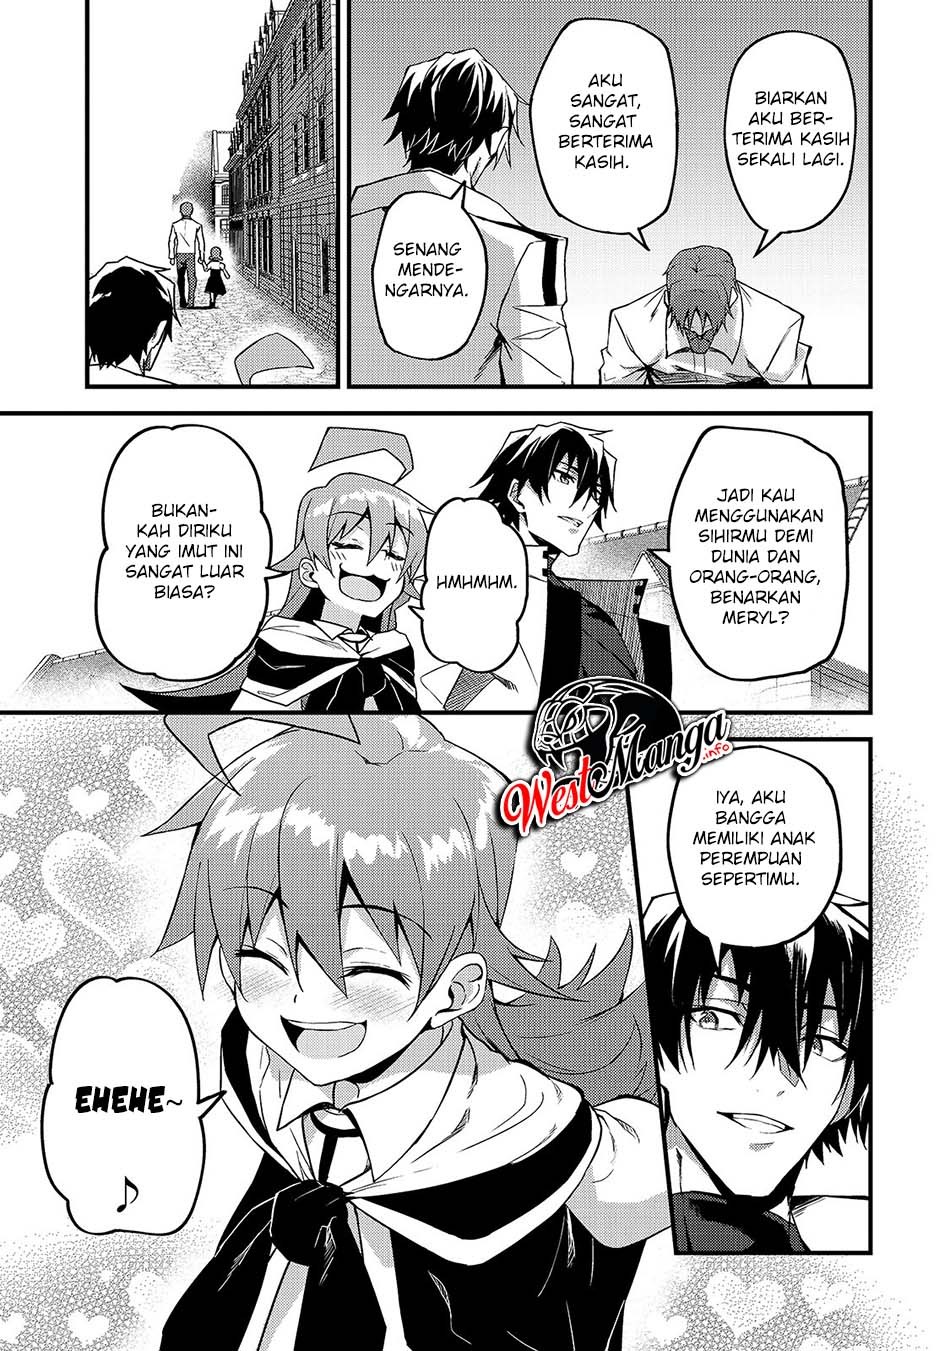 BIARKAN
AKU BER-
TERIMA KASIH
SEKALI LAGI.
AKU
SANGAT,
SANGAT
BERTERIMA
KASIH.
SENANG
MENDE-
NGARNYA.
JADI KAU
MENGGUNAKAN
SIHIRMU DEMI
DUNIA DAN
ORANG-ORANG,
BENARKAN
MERYL?
HMHMHM.
BUKAN-
KAH DIRIKU
YANG IMUT INI
SANGAT LUAR
BIASA?
WestManga
.info
IYA, AKU
BANGGA
MEMILIKI ANAK
PEREMPUAN
SEPERTIMU.
EHEHE~
♪